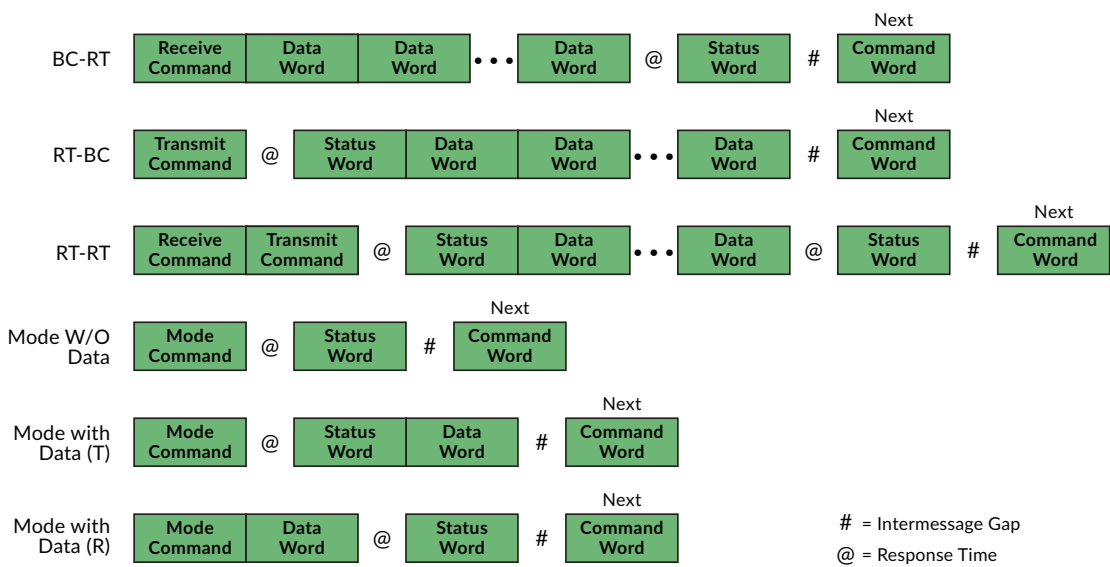 Next
BC-RT
Receive Command
Data Word
Data Word
•••
Data Word
@
Status Word
#
Command Word
Next
RT-BC
Transmit Command
@
Status Word
Data Word
Data Word
•••
Data Word
#
Command Word
Next
RT-RT
Receive Command
Transmit Command
@
Status Word
Data Word
•••
Data Word
@
Status Word
#
Command Word
Next
Mode W/O
Data
Mode Command
@
Status Word
#
Command Word
Next
Mode with
Data (T)
Mode Command
@
Status Word
Data Word
#
Command Word
Next
Mode with
Data (R)
Mode Command
Data Word
@
Status Word
#
Command Word
# = Intermessage Gap
@ = Response Time